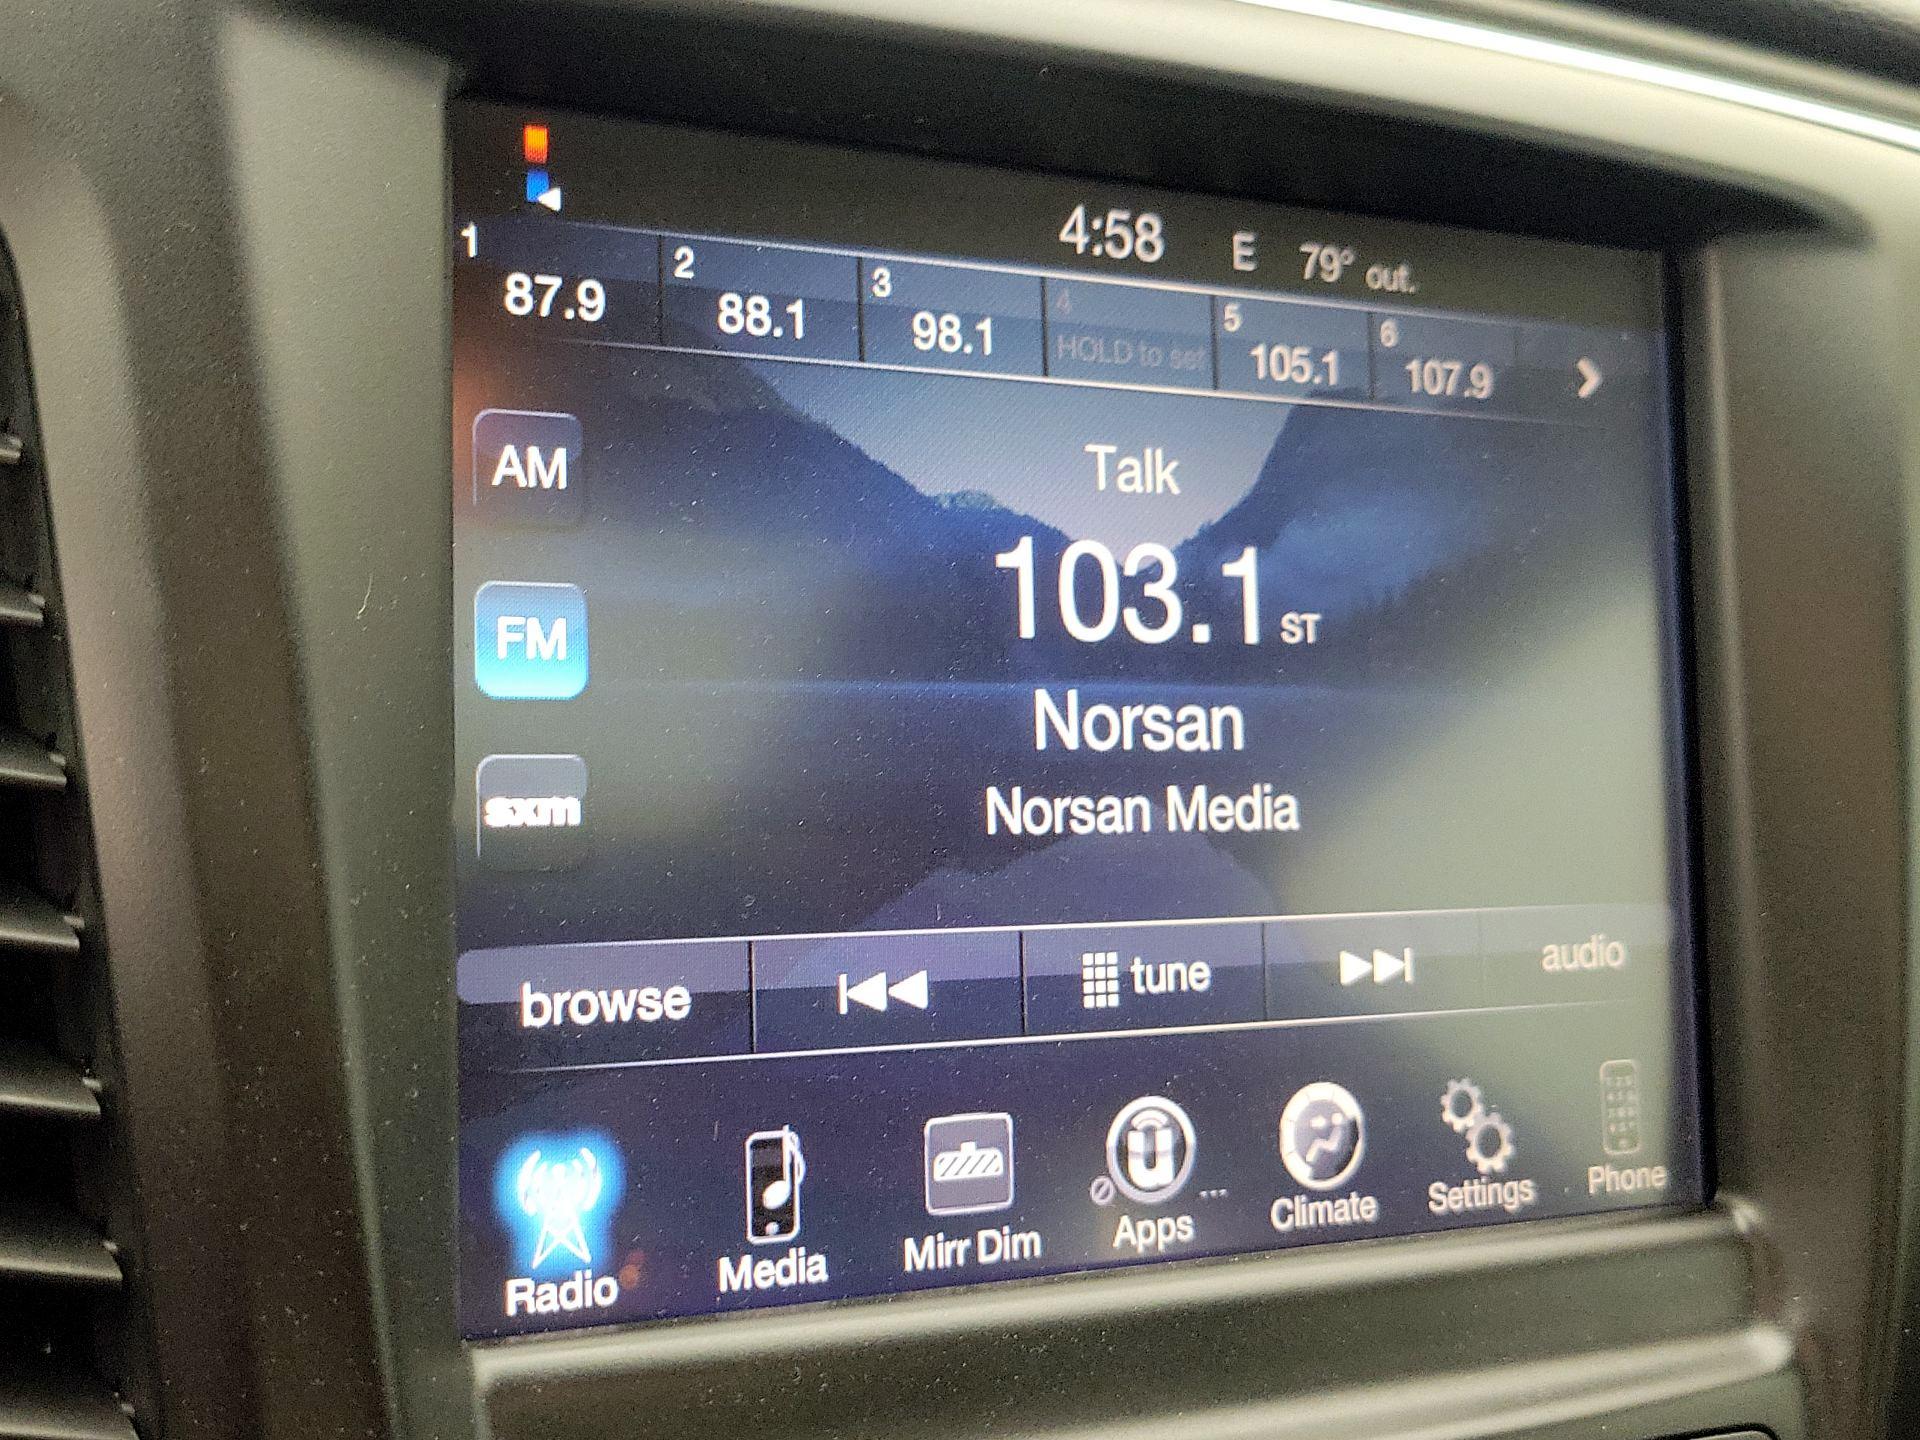 4:58 E 79° out.
1 87.9 2 88.1 3 98.1 4 HOLD to set 5 105.1 6 107.9
AM
Talk
103.1 ST
FM
Norsan
Norsan Media
sxm
browse tune audio
Radio Media Mirr Dim Apps ... Climate Settings Phone